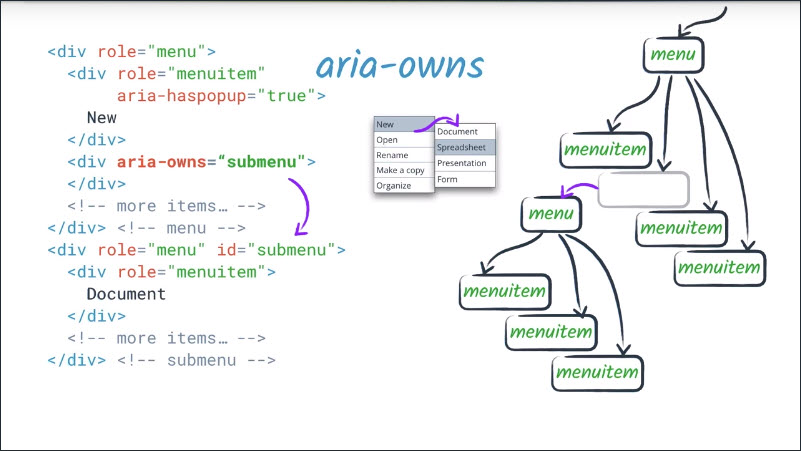 aria-owns
<div role="menu">
<div role="menuitem"
aria-haspopup="true">
New
</div>
<div aria-owns=“submenu">
</div>
<!-- more items… -->
</div> <!-- menu -->
<div role="menu" id="submenu">
<div role="menuitem">
Document
</div>
<!-- more items… -->
</div> <!-- submenu -->
New
Open
Rename
Make a copy
Organize
Document
Spreadsheet
Presentation
Form
menu
menuitem
menuitem
menuitem
menu
menuitem
menuitem
menuitem